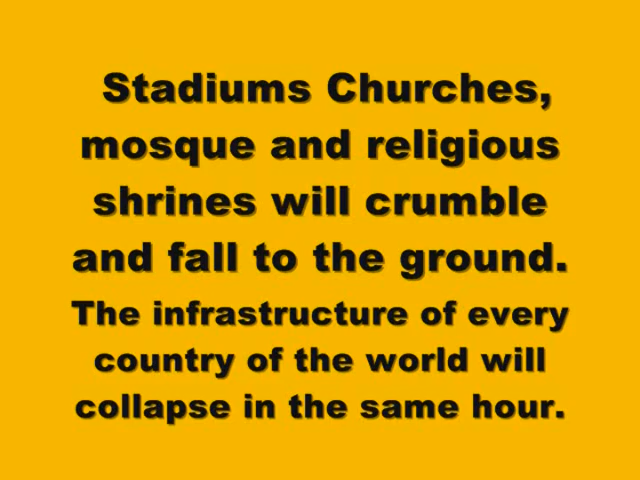 Stadiums Churches,
mosque and religious
shrines will crumble
and fall to the ground.
The infrastructure of every
country of the world will
collapse in the same hour.